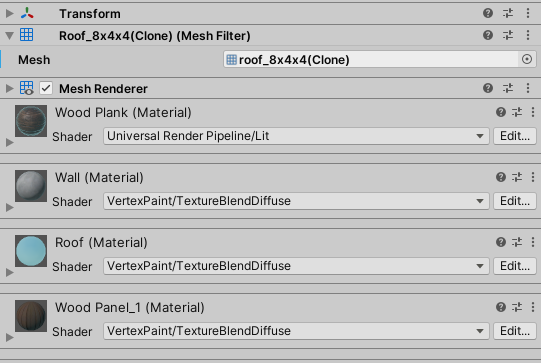 Transform
Roof_8x4x4(Clone) (Mesh Filter)
Mesh roof_8x4x4(Clone)
Mesh Renderer
Wood Plank (Material)
Shader Universal Render Pipeline/Lit Edit...
Wall (Material)
Shader VertexPaint/TextureBlendDiffuse Edit...
Roof (Material)
Shader VertexPaint/TextureBlendDiffuse Edit...
Wood Panel_1 (Material)
Shader VertexPaint/TextureBlendDiffuse Edit...